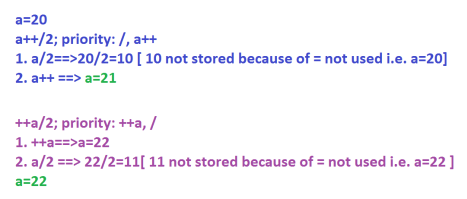 a=20
a++/2; priority: /, a++
1. a/2==>20/2=10 [ 10 not stored because of = not used i.e. a=20]
2. a++ ==> a=21
++a/2; priority: ++a, /
1. ++a==>a=22
2. a/2 ==> 22/2=11[ 11 not stored because of = not used i.e. a=22 ]
a=22